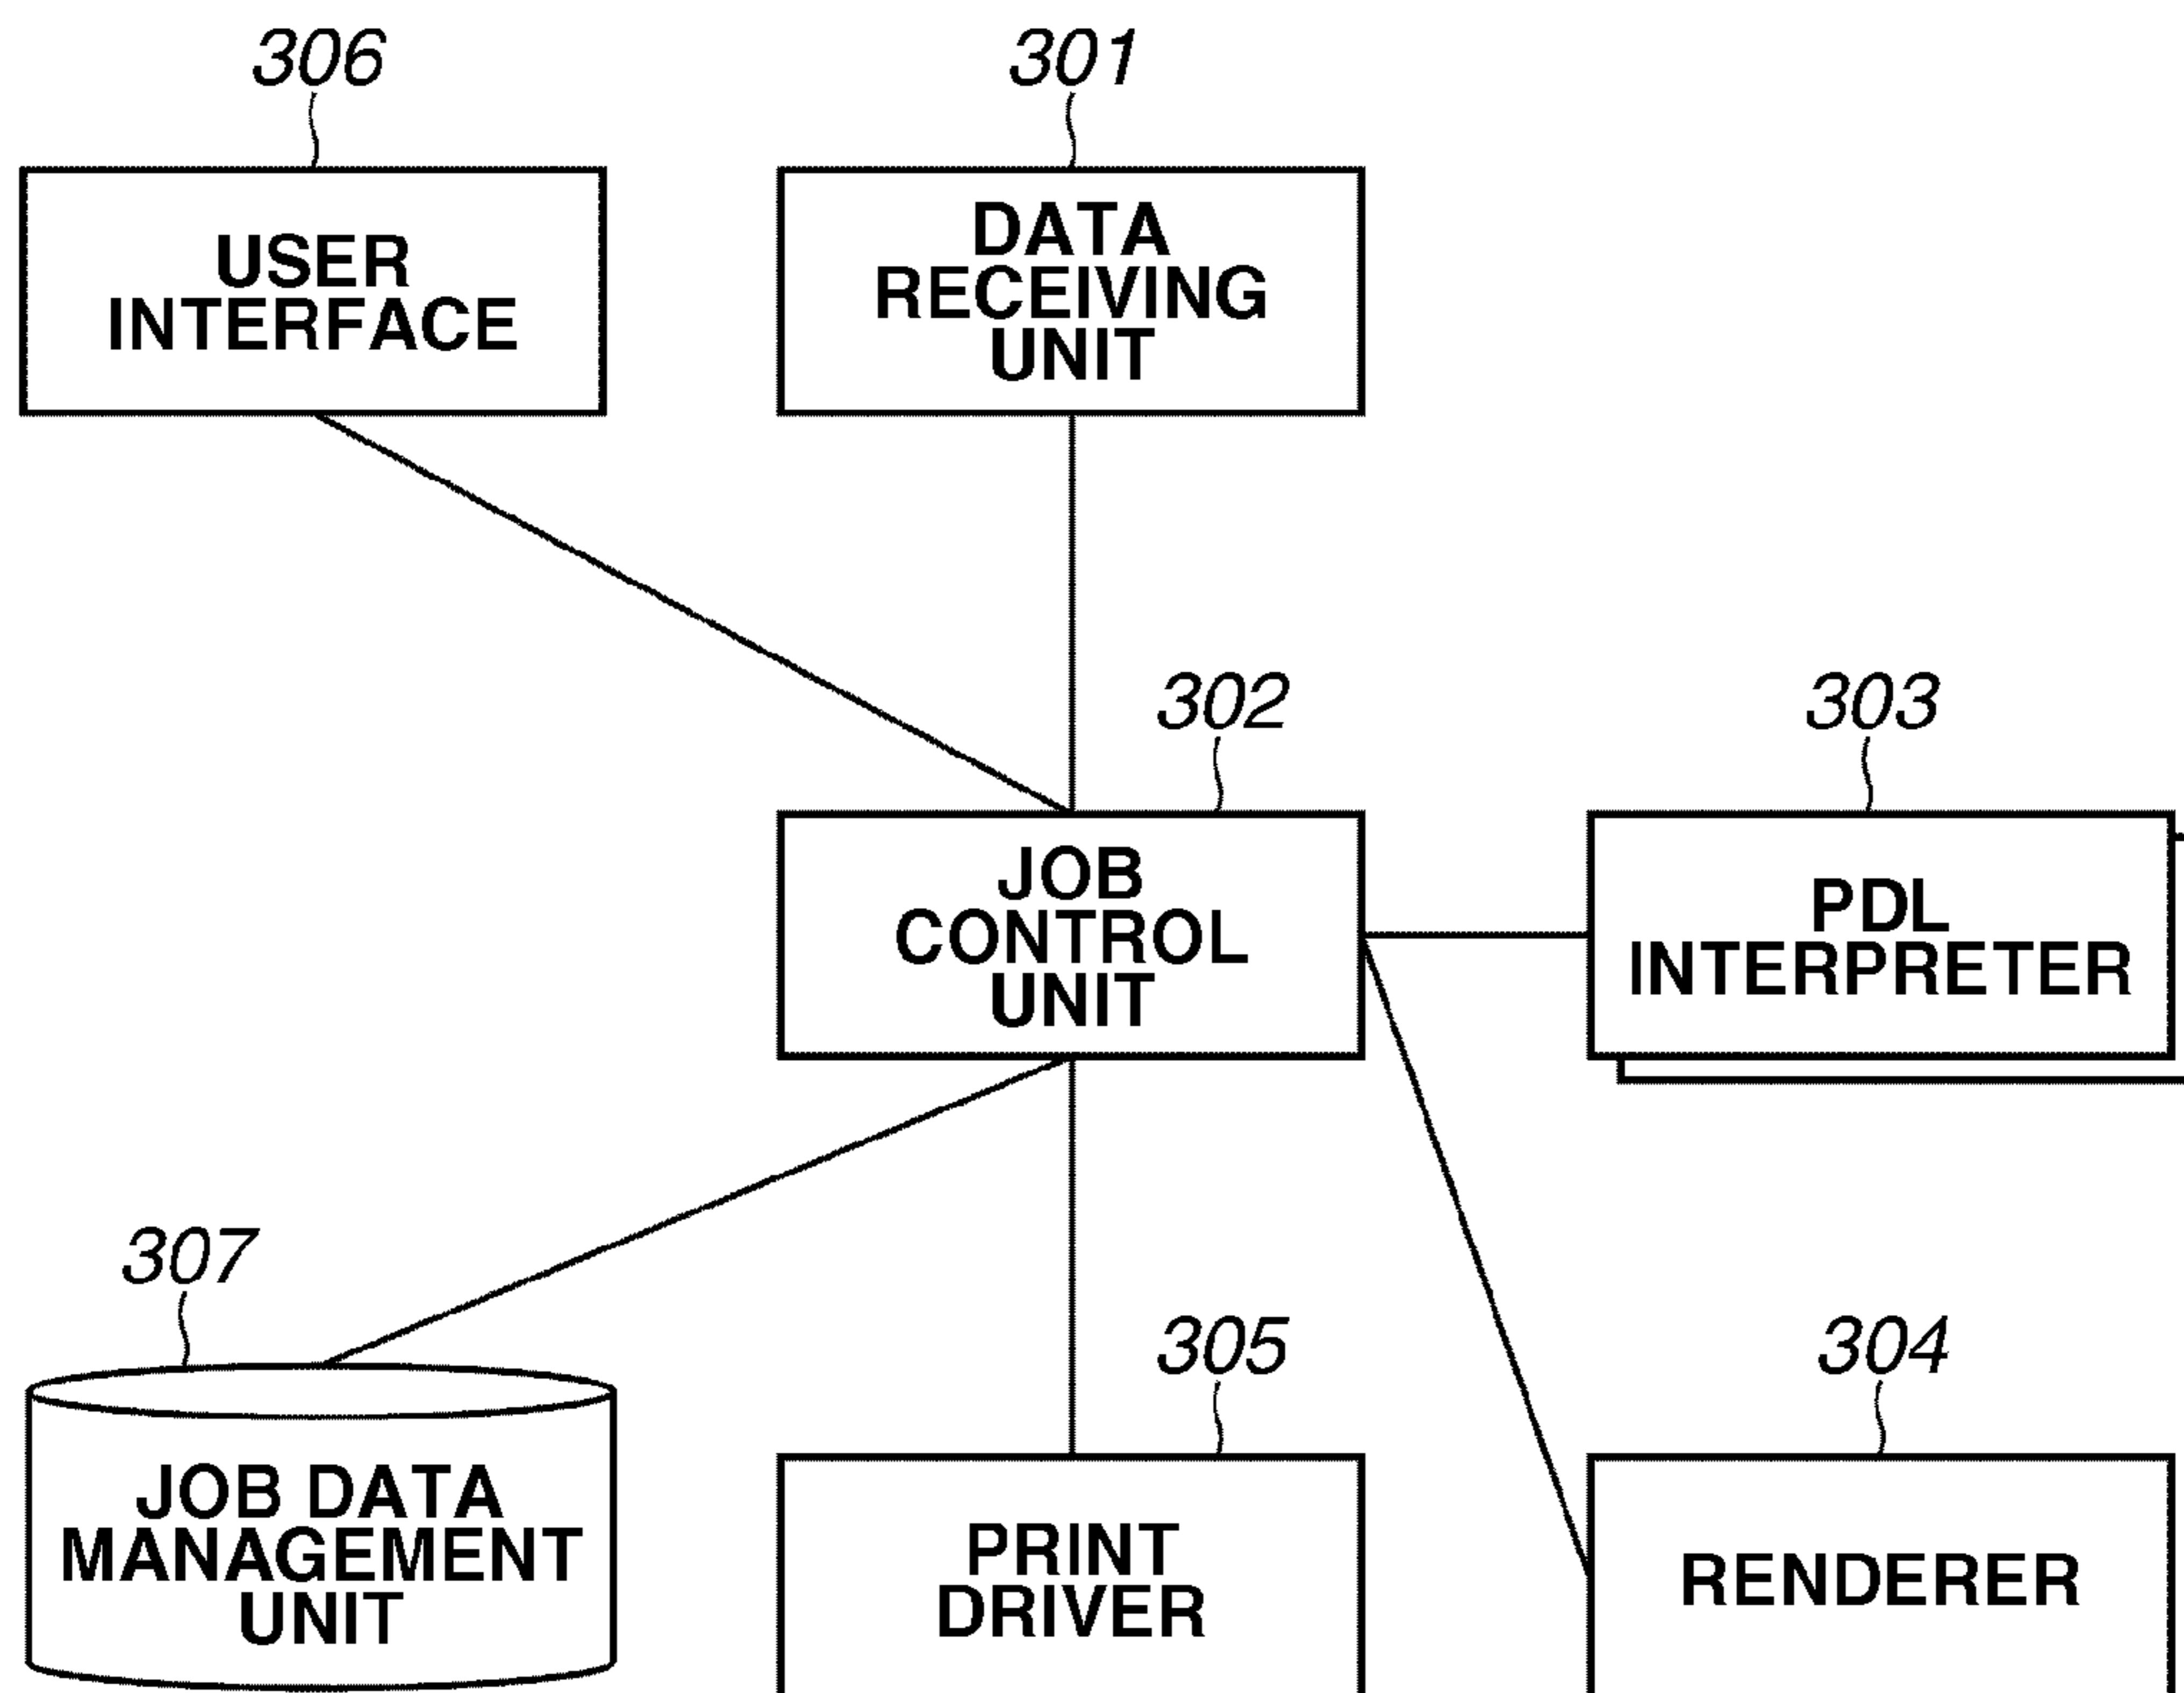 306
301
USER
INTERFACE
DATA
RECEIVING
UNIT
302
303
JOB
CONTROL
UNIT
PDL
INTERPRETER
307
305
304
JOB DATA
MANAGEMENT
UNIT
PRINT
DRIVER
RENDERER